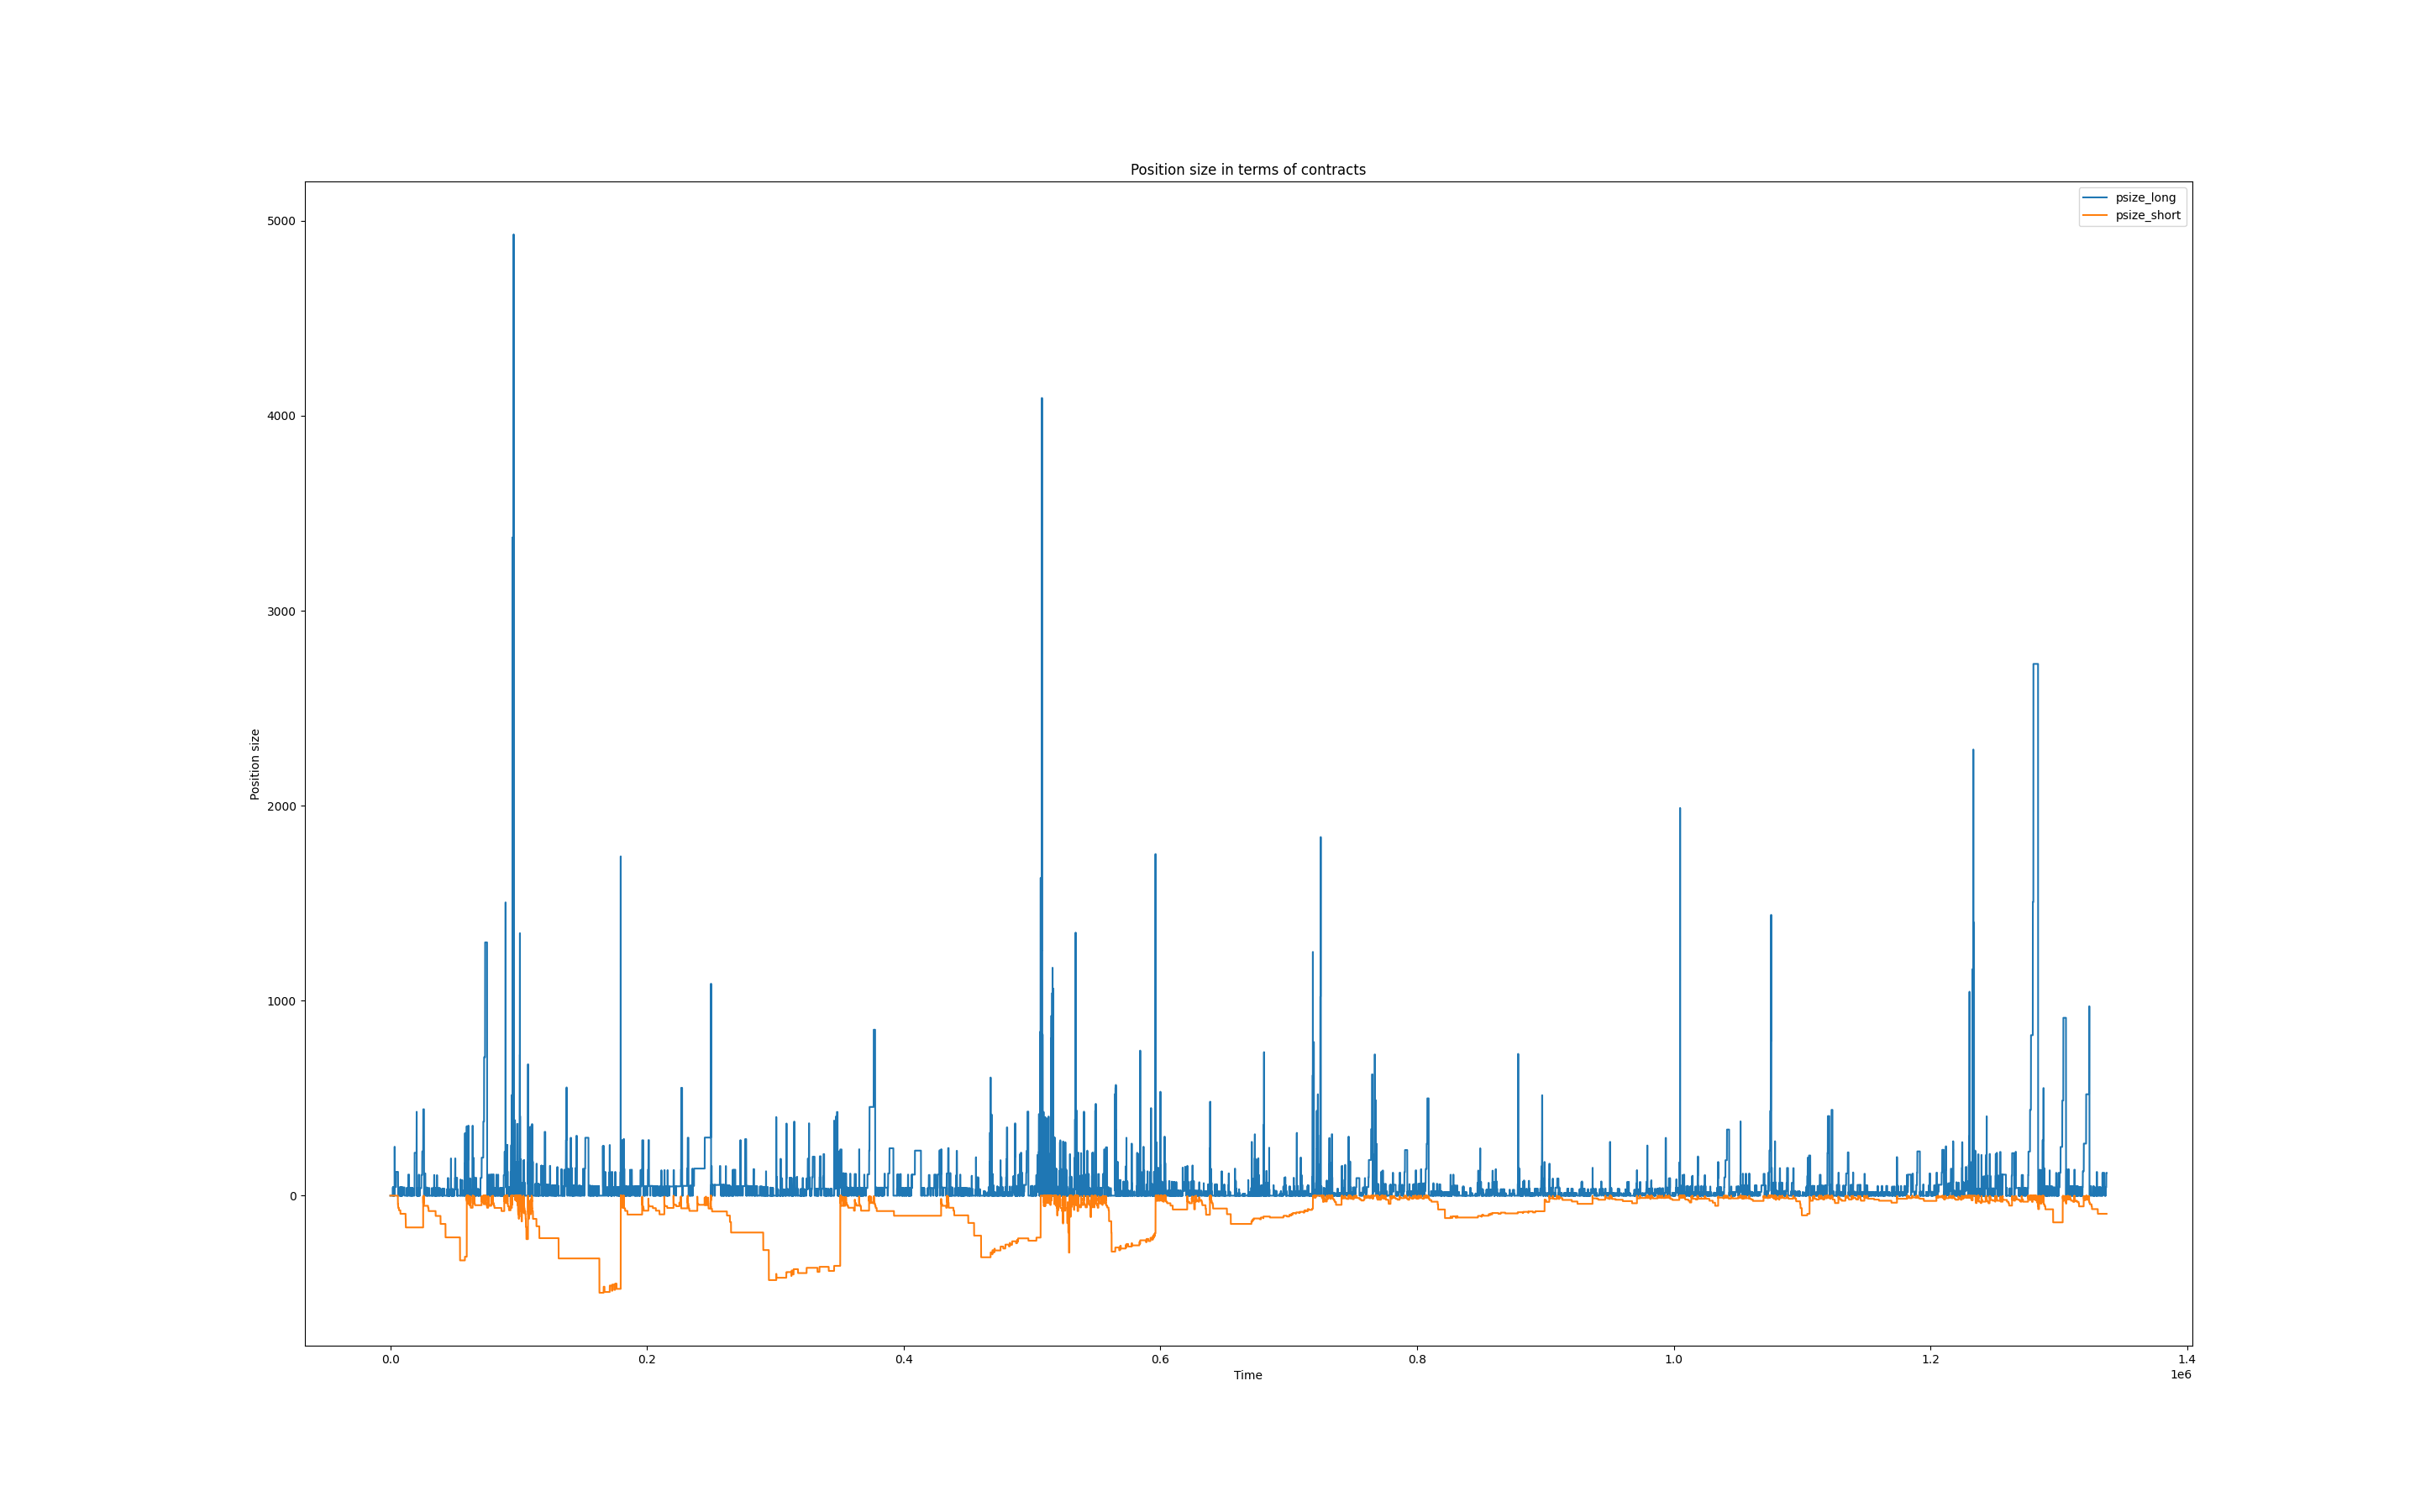 Position size in terms of contracts
psize_long
psize_short
Position size
5000
4000
3000
2000
1000
0
0.0 0.2 0.4 0.6 0.8 1.0 1.2 1.4
Time
1e6